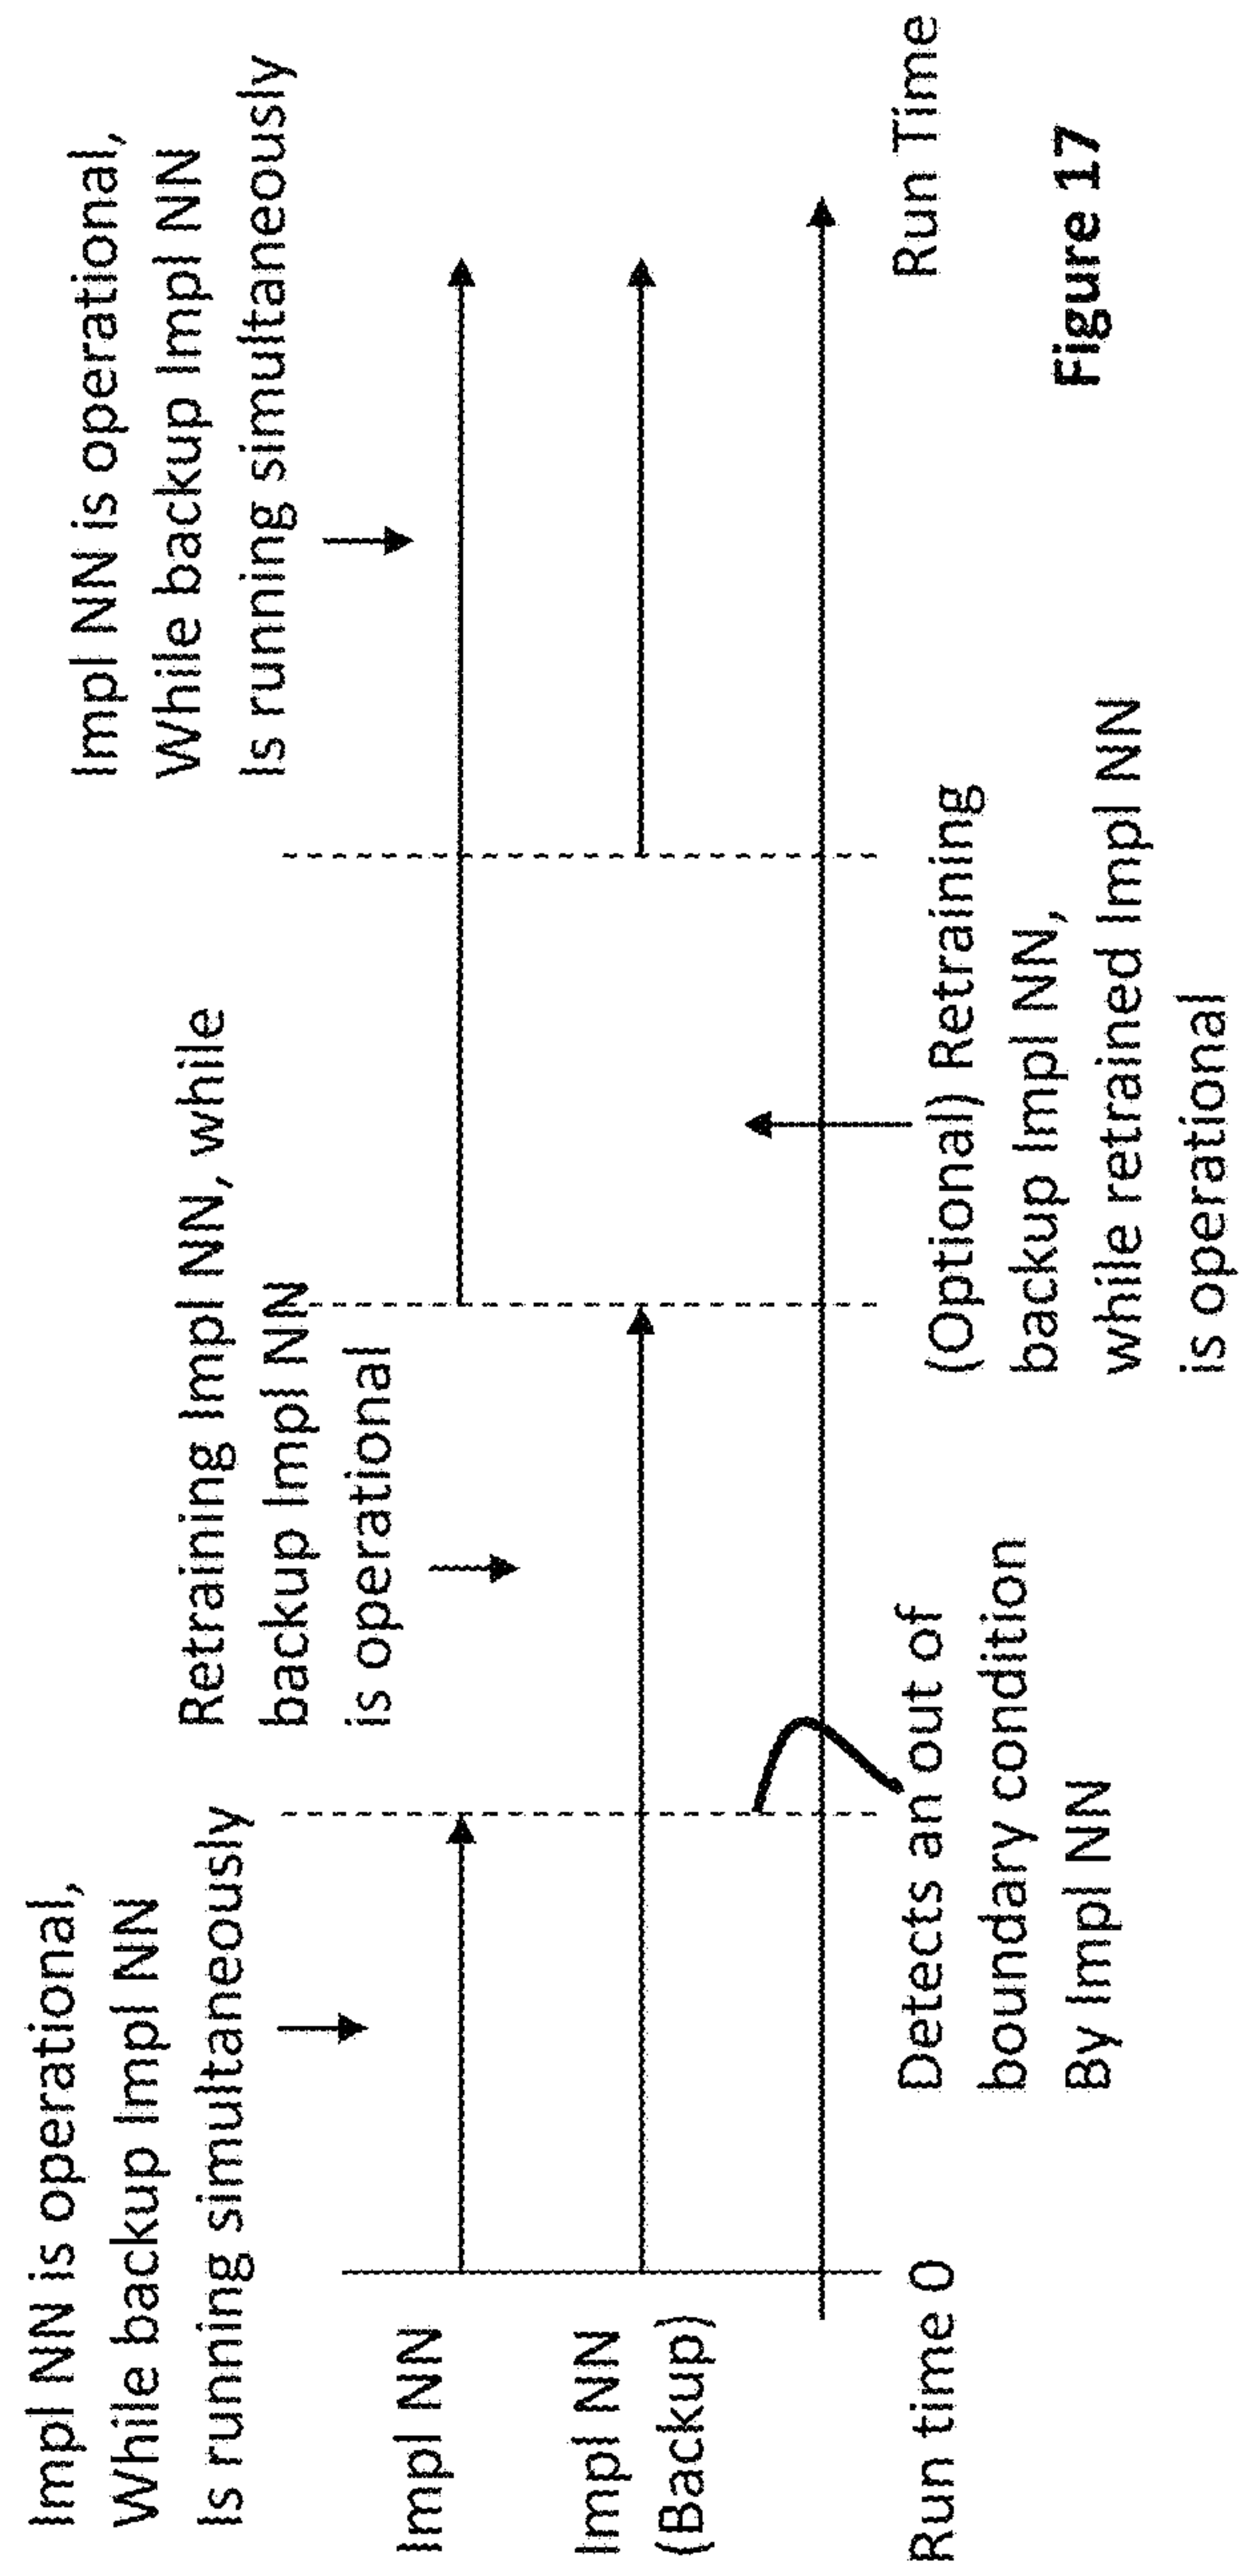 Impl NN is operational,
While backup Impl NN
Is running simultaneously
Retraining Impl NN, while
backup Impl NN
is operational
Impl NN is operational,
While backup Impl NN
Is running simultaneously
Impl NN
Impl NN
(Backup)
Run time 0
Detects an out of
boundary condition
By Impl NN
(Optional) Retraining
backup Impl NN,
while retrained Impl NN
is operational
Run Time
Figure 17